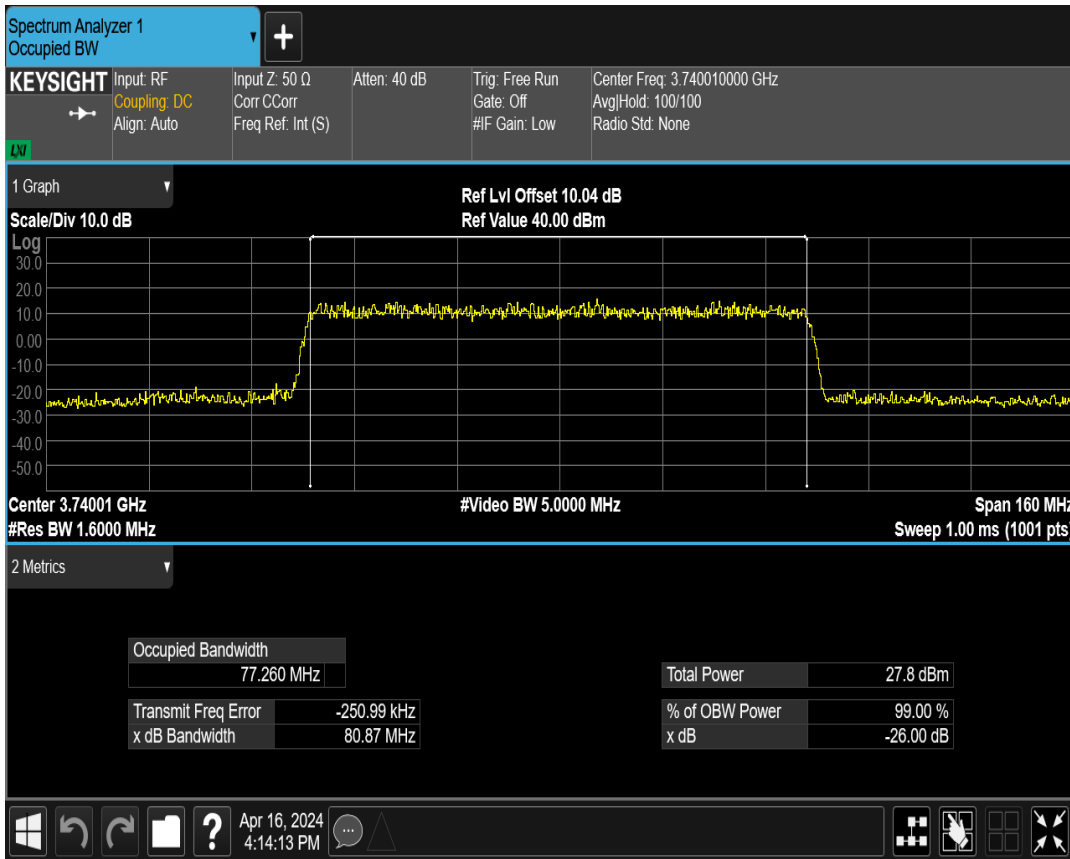 Spectrum Analyzer 1
Occupied BW
+
KEYSIGHT
LXI
Input: RF
Coupling: DC
Align: Auto
Input Z: 50 Ω
Corr CCorr
Freq Ref: Int (S)
Atten: 40 dB
Trig: Free Run
Gate: Off
#IF Gain: Low
Center Freq: 3.740010000 GHz
Avg|Hold: 100/100
Radio Std: None
1 Graph
Scale/Div 10.0 dB
Ref Lvl Offset 10.04 dB
Ref Value 40.00 dBm
Log
30.0
20.0
10.0
0.00
-10.0
-20.0
-30.0
-40.0
-50.0
Center 3.74001 GHz
#Video BW 5.0000 MHz
Span 160 MHz
#Res BW 1.6000 MHz
Sweep 1.00 ms (1001 pts)
2 Metrics
Occupied Bandwidth
77.260 MHz
Total Power 27.8 dBm
Transmit Freq Error -250.99 kHz
% of OBW Power 99.00 %
x dB Bandwidth 80.87 MHz
x dB -26.00 dB
?
Apr 16, 2024
4:14:13 PM